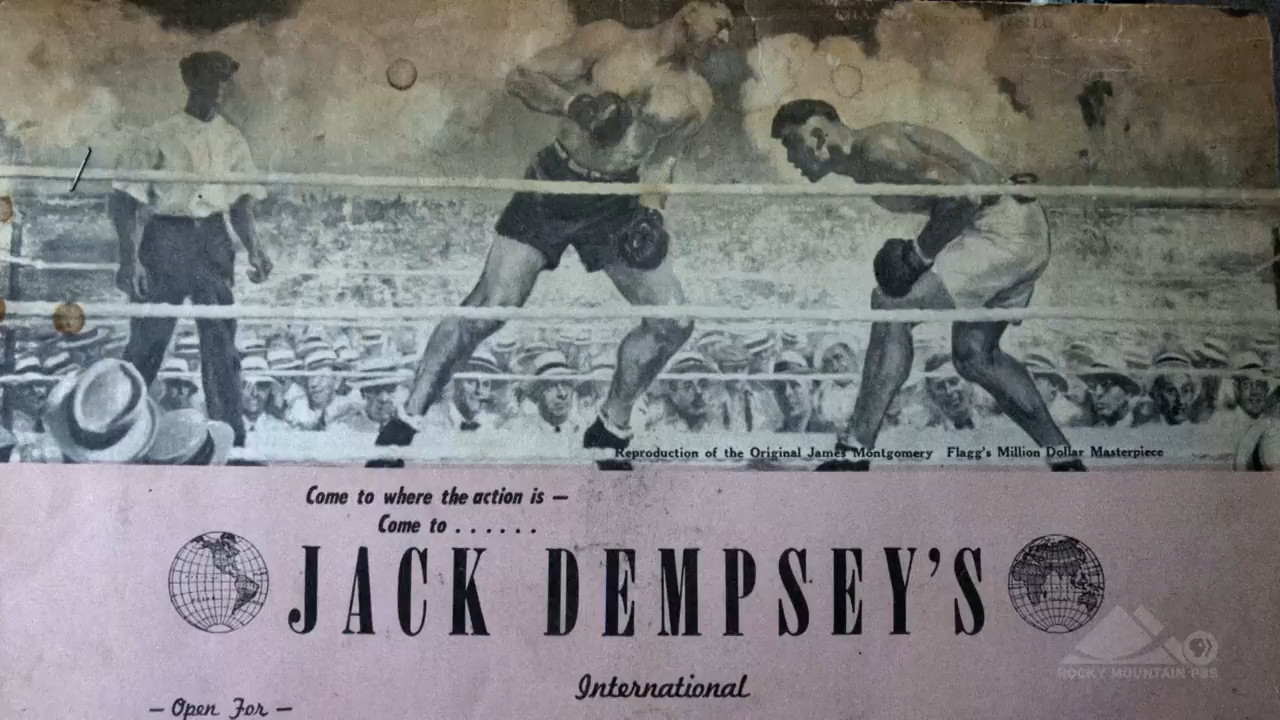 Reproduction of the Original James Montgomery Flagg's Million Dollar Masterpiece
Come to where the action is —
Come to . . . . . .
JACK DEMPSEY'S
International
— Open For —
ROCKY MOUNTAIN PBS